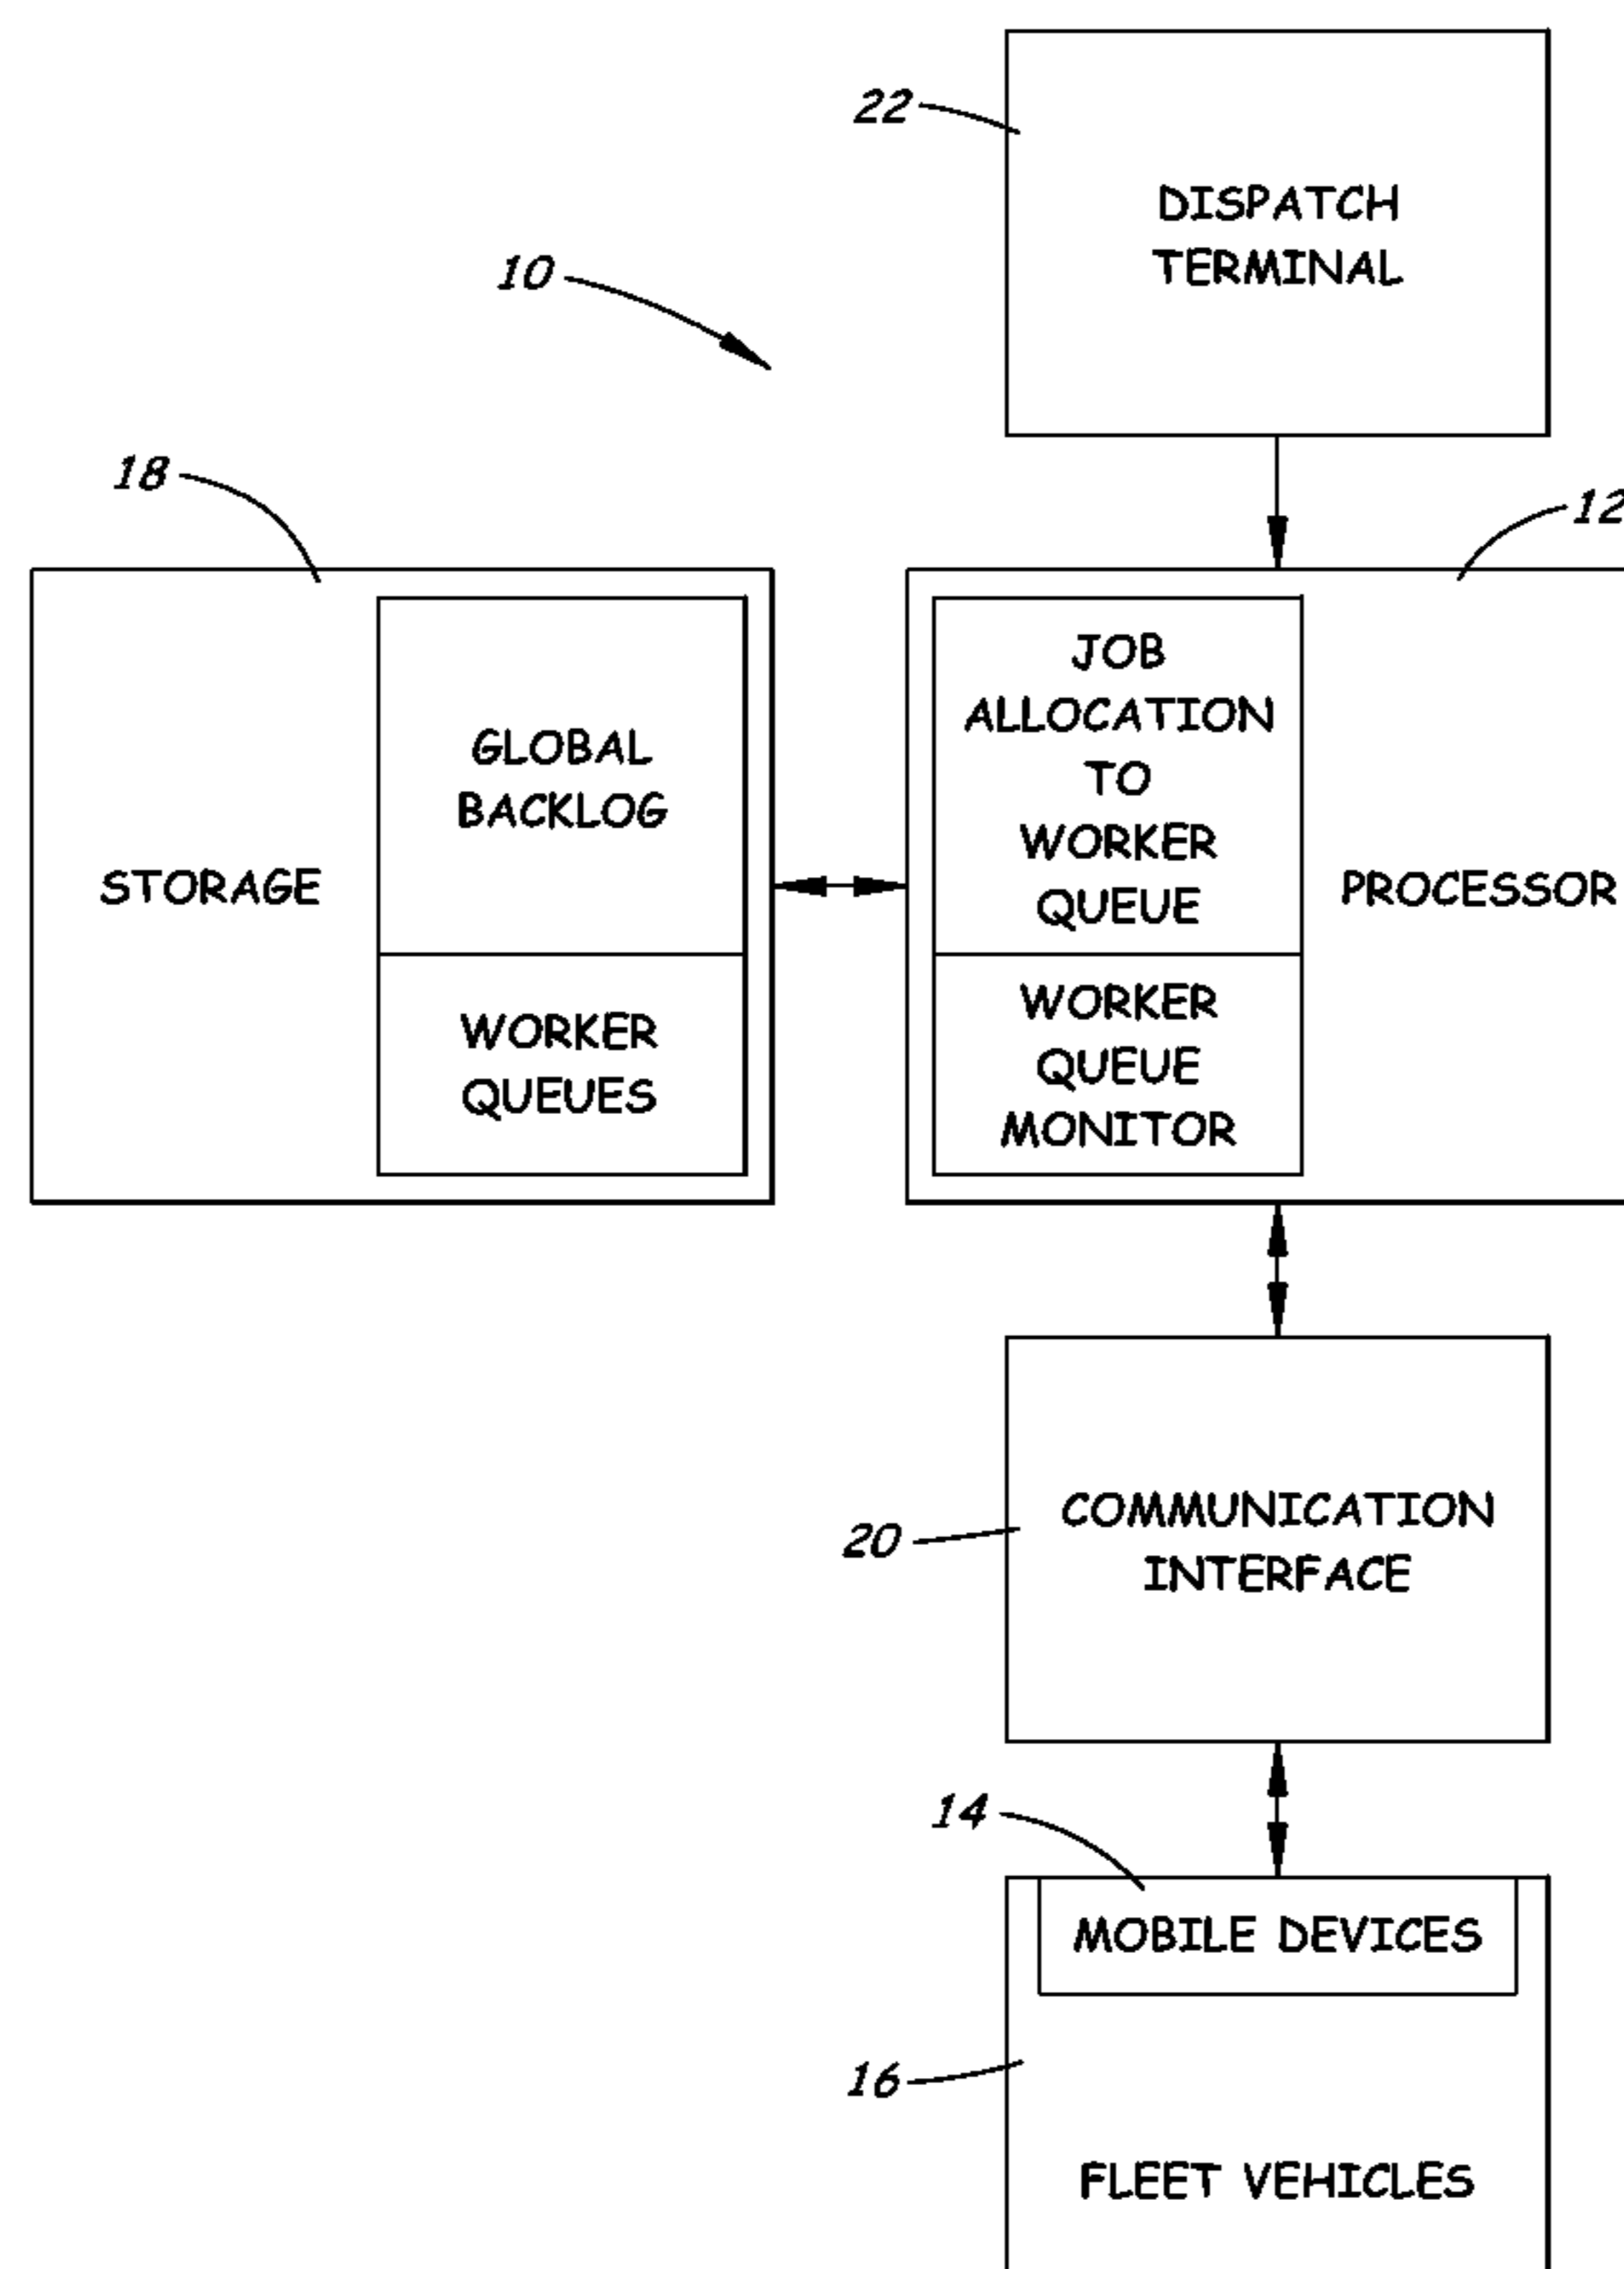 22
DISPATCH
TERMINAL
10
18
12
STORAGE
GLOBAL
BACKLOG
WORKER
QUEUES
JOB
ALLOCATION
TO
WORKER
QUEUE
WORKER
QUEUE
MONITOR
PROCESSOR
20
COMMUNICATION
INTERFACE
14
MOBILE DEVICES
16
FLEET VEHICLES